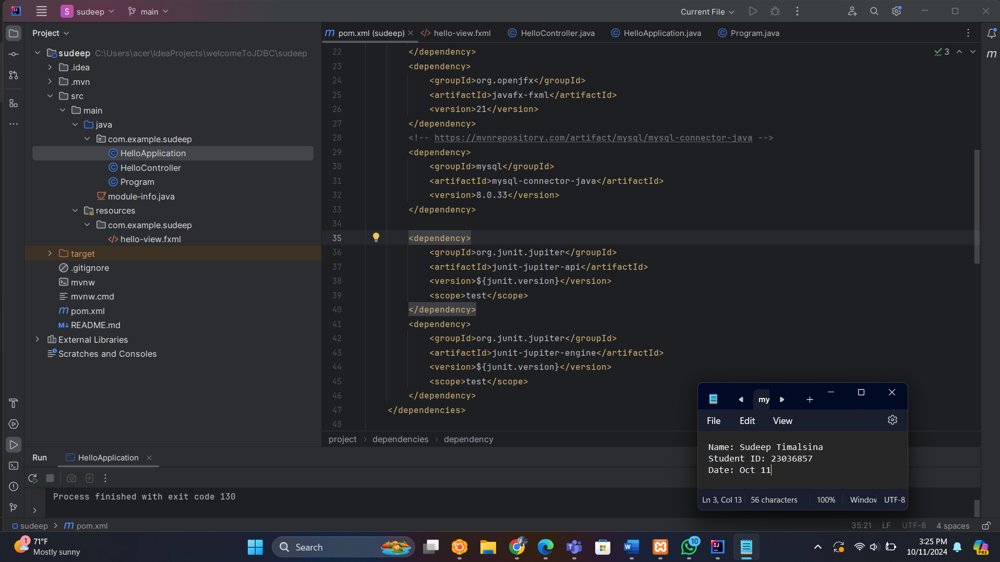 S sudeep main Current File
Project
sudeep C:\Users\acer\IdeaProjects\welcomeToJDBC\sudeep
.idea
.mvn
src
main
java
com.example.sudeep
HelloApplication
HelloController
Program
module-info.java
resources
com.example.sudeep
hello-view.fxml
target
.gitignore
mvnw
mvnw.cmd
pom.xml
README.md
External Libraries
Scratches and Consoles
pom.xml (sudeep) hello-view.fxml HelloController.java HelloApplication.java Program.java
3
22 </dependency>
23 <dependency>
24 <groupId>org.openjfx</groupId>
25 <artifactId>javafx-fxml</artifactId>
26 <version>21</version>
27 </dependency>
28 <!-- https://mvnrepository.com/artifact/mysql/mysql-connector-java -->
29 <dependency>
30 <groupId>mysql</groupId>
31 <artifactId>mysql-connector-java</artifactId>
32 <version>8.0.33</version>
33 </dependency>
34
35 <dependency>
36 <groupId>org.junit.jupiter</groupId>
37 <artifactId>junit-jupiter-api</artifactId>
38 <version>${junit.version}</version>
39 <scope>test</scope>
40 </dependency>
41 <dependency>
42 <groupId>org.junit.jupiter</groupId>
43 <artifactId>junit-jupiter-engine</artifactId>
44 <version>${junit.version}</version>
45 <scope>test</scope>
46 </dependency>
47 </dependencies>
48
project > dependencies > dependency
my
File Edit View
Name: Sudeep Timalsina
Student ID: 23036857
Date: Oct 11
Ln 3, Col 13 56 characters 100% Window UTF-8
Run HelloApplication
Process finished with exit code 130
sudeep > pom.xml 35:21 LF UTF-8 4 spaces
1 71°F
Mostly sunny
Search
10
3:25 PM
10/11/2024
PRE